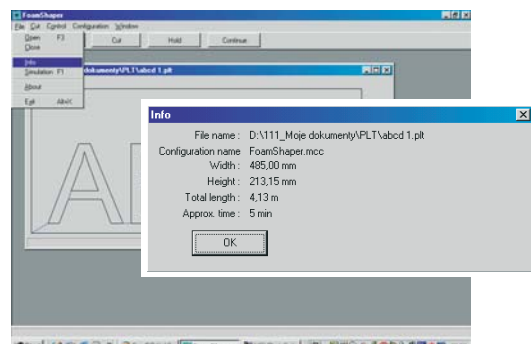 FoamShaper
File Cut Control Configuration Window
Open F3
Close
Cut
Hold
Continue
Info
Simulation F1
About
Exit Alt+X
dokumenty\PLT\abcd 1.plt
A
Info
File name : D:\111_Moje dokumenty\PLT\abcd 1.plt
Configuration name FoamShaper.mcc
Width : 485,00 mm
Height : 213,15 mm
Total length : 4,13 m
Approx. time : 5 min
OK